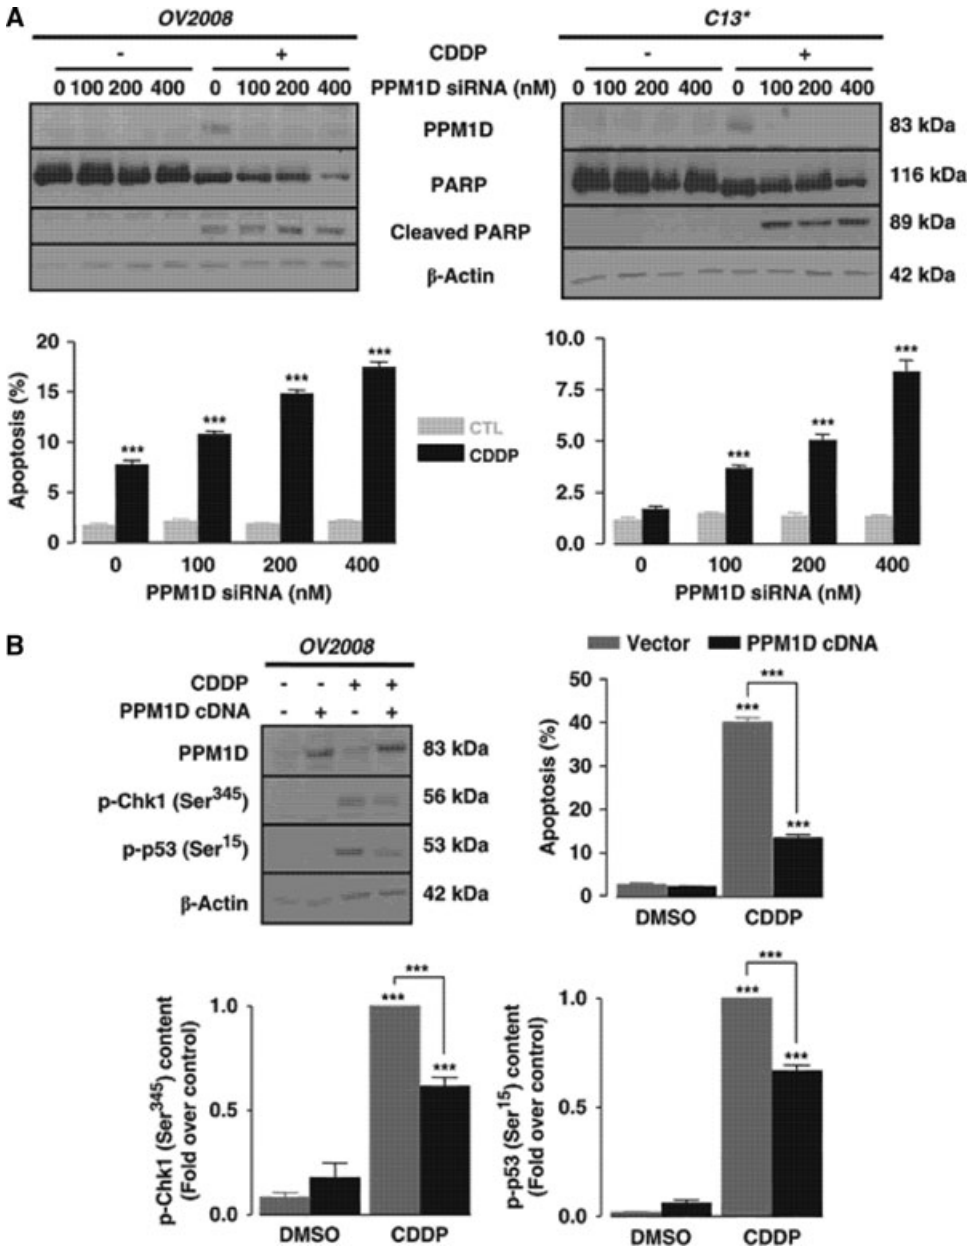 A
OV2008
C13*
- + CDDP - +
0 100 200 400 0 100 200 400 PPM1D siRNA (nM) 0 100 200 400 0 100 200 400
PPM1D 83 kDa
PARP 116 kDa
Cleaved PARP 89 kDa
β-Actin 42 kDa
20
15
10
5
0
Apoptosis (%)
*** *** *** ***
0 100 200 400
PPM1D siRNA (nM)
CTL
CDDP
10.0
7.5
5.0
2.5
0.0
*** *** ***
0 100 200 400
PPM1D siRNA (nM)
B
OV2008
CDDP - - + +
PPM1D cDNA - + - +
PPM1D 83 kDa
p-Chk1 (Ser345) 56 kDa
p-p53 (Ser15) 53 kDa
β-Actin 42 kDa
Vector PPM1D cDNA
50
40
30
20
10
0
Apoptosis (%)
***
*** ***
DMSO CDDP
p-Chk1 (Ser345) content
(Fold over control)
1.0
0.5
0.0
***
*** ***
DMSO CDDP
p-p53 (Ser15) content
(Fold over control)
1.0
0.5
0.0
***
*** ***
DMSO CDDP